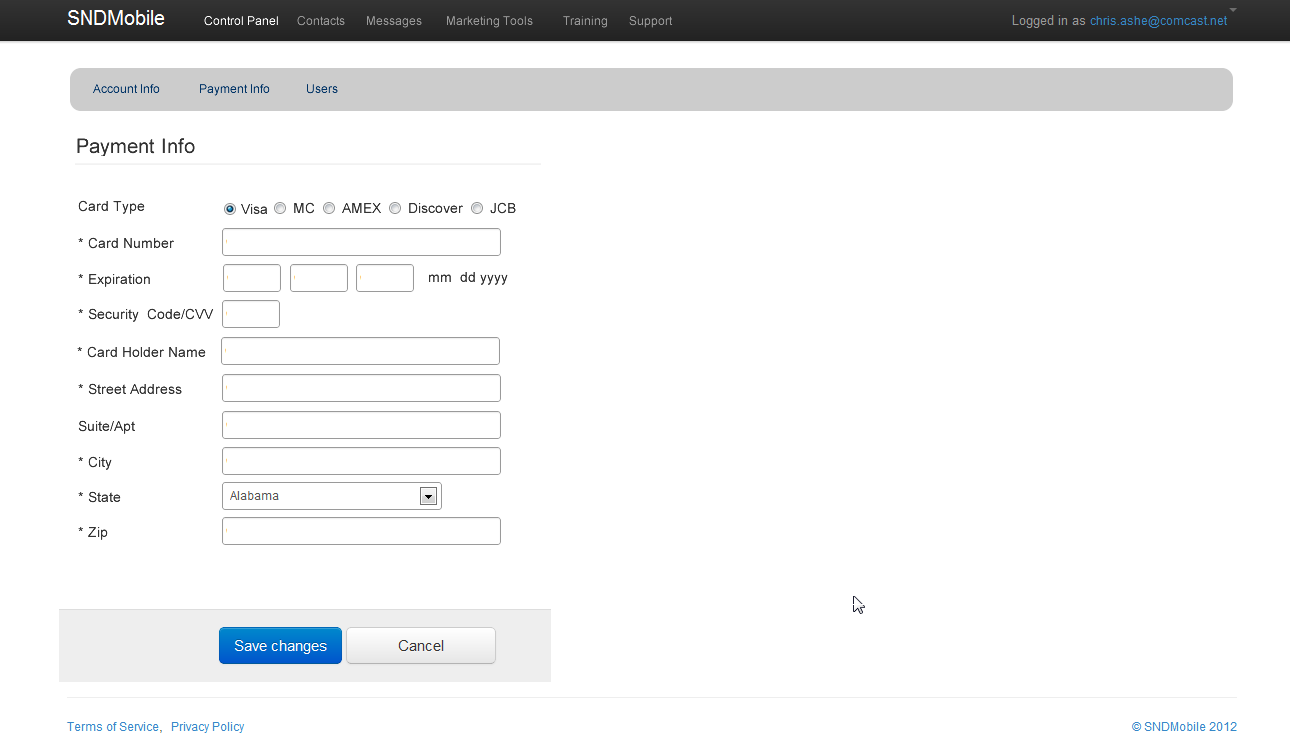 SNDMobile Control Panel Contacts Messages Marketing Tools Training Support Logged in as chris.ashe@comcast.net
Account Info Payment Info Users
Payment Info
Card Type Visa MC AMEX Discover JCB
* Card Number
* Expiration mm dd yyyy
* Security Code/CVV
* Card Holder Name
* Street Address
Suite/Apt
* City
* State Alabama
* Zip
Save changes Cancel
Terms of Service, Privacy Policy © SNDMobile 2012